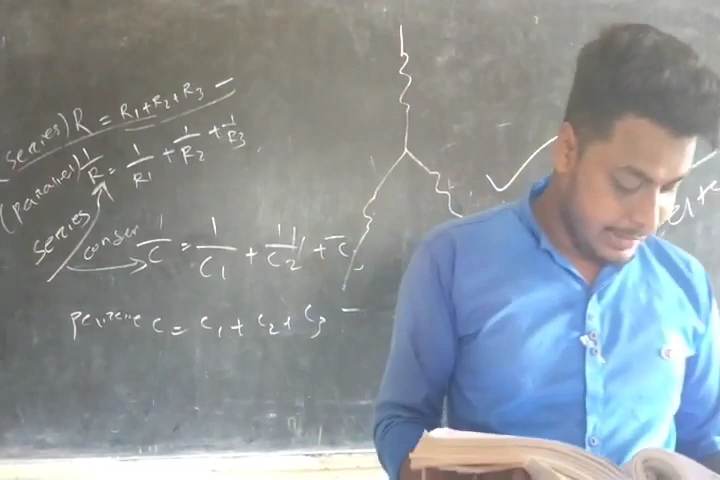 (series) R = R1+R2+R3
(parallel) 1/R = 1/R1 + 1/R2 + 1/R3
series
1/C = 1/C1 + 1/C2 + 1/C
C = C1 + C2 + C3